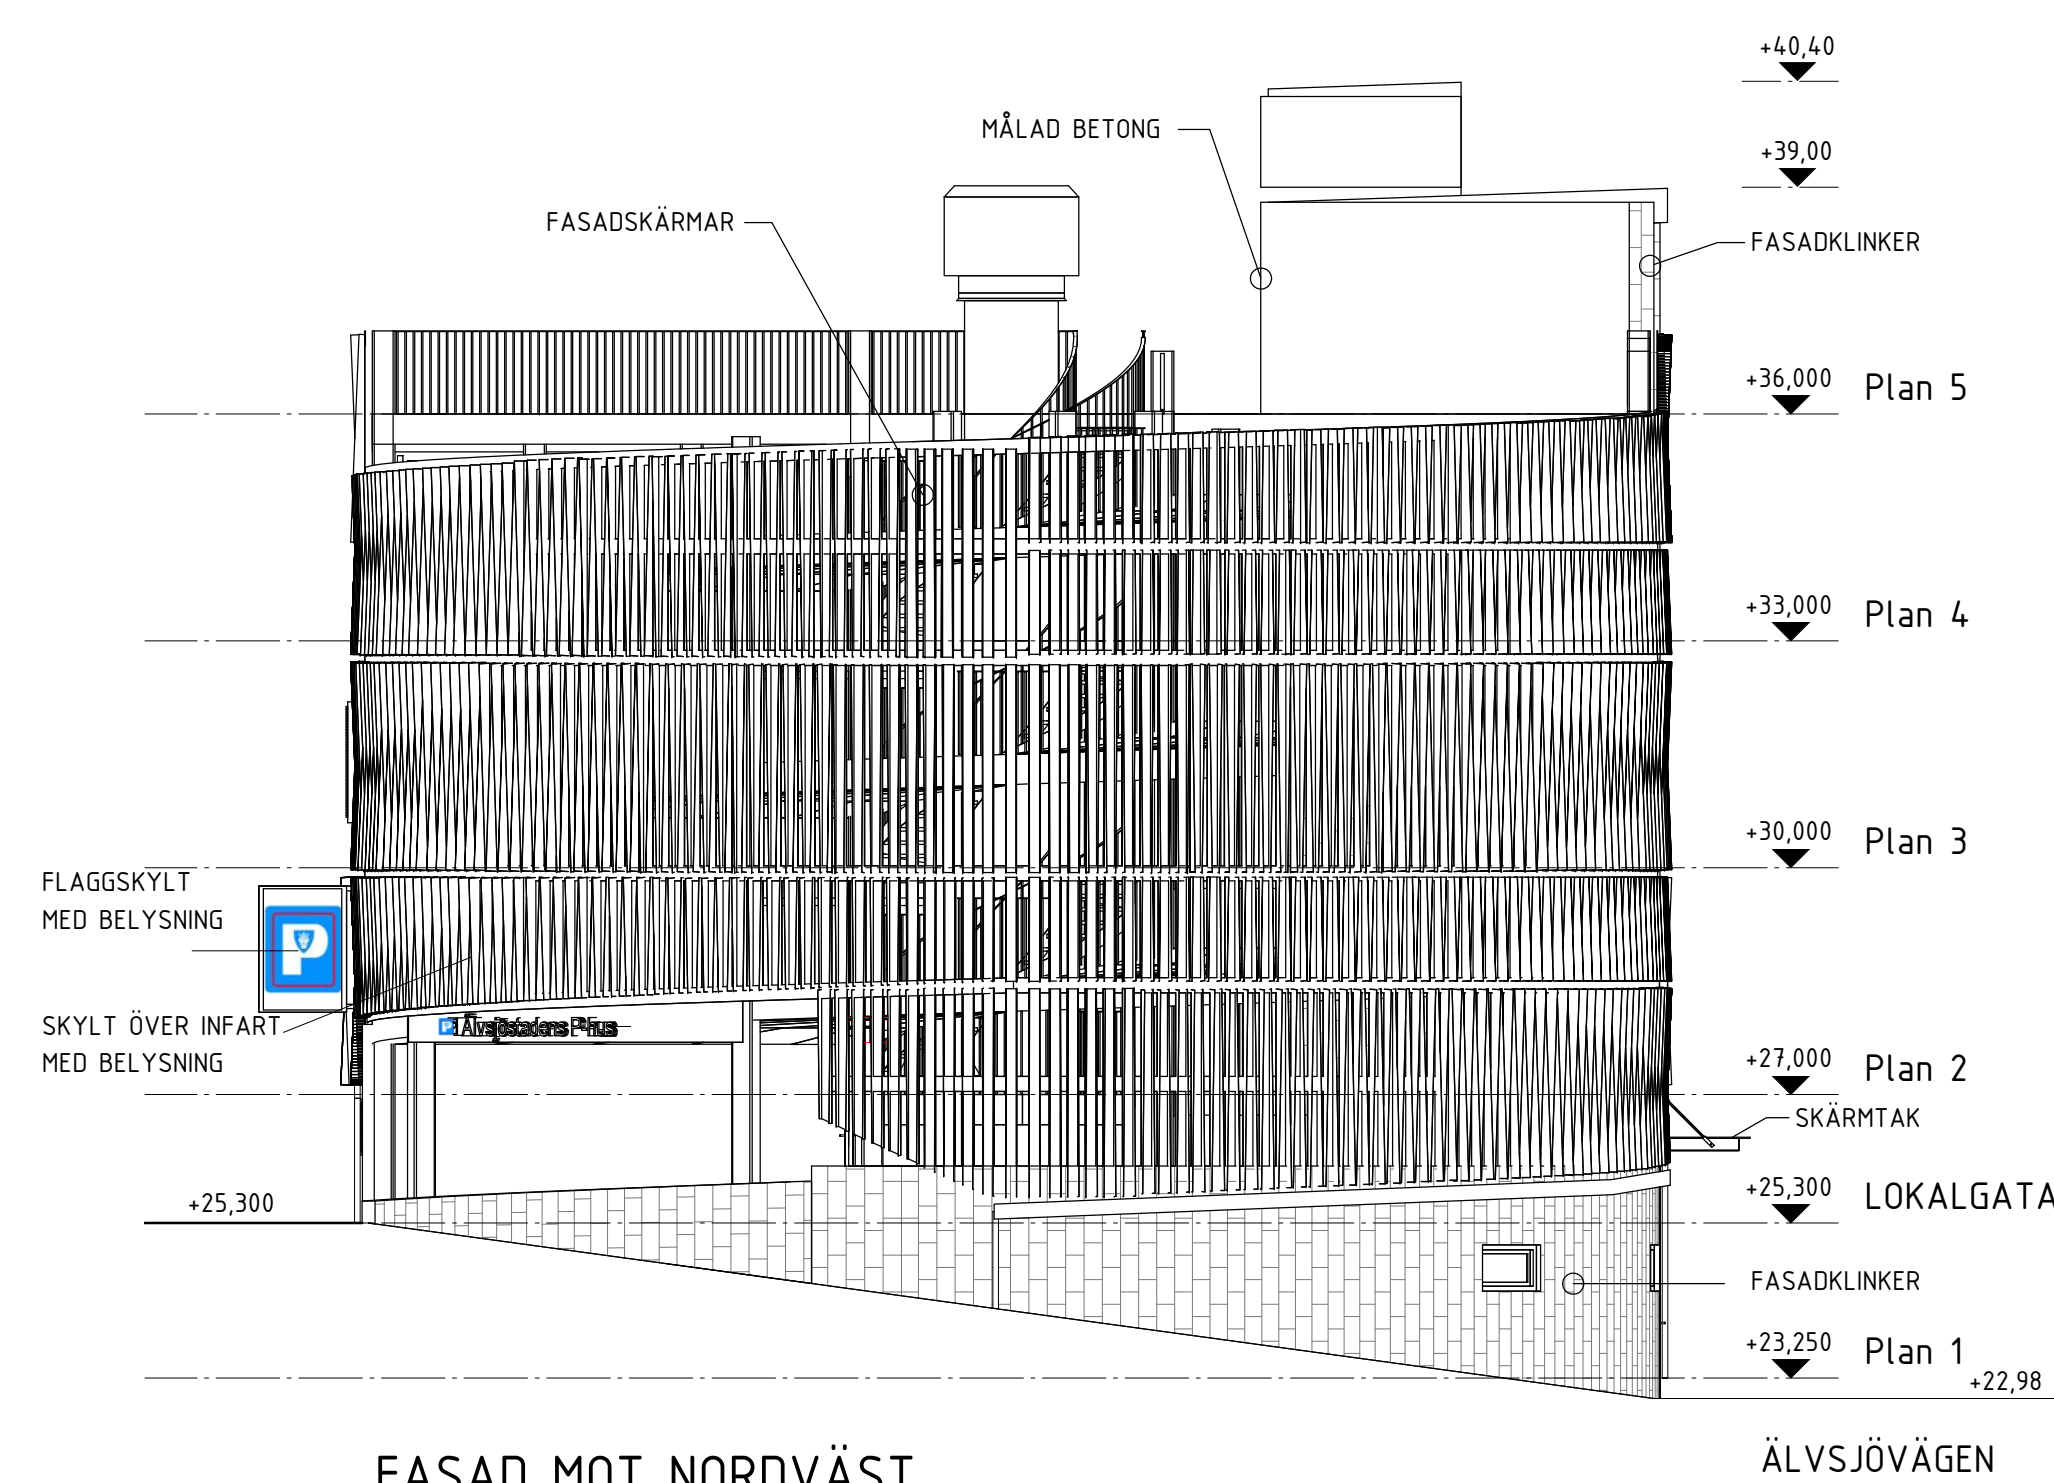 +40,40
MÅLAD BETONG
+39,00
FASADSKÄRMAR
FASADKLINKER
+36,000 Plan 5
+33,000 Plan 4
+30,000 Plan 3
FLAGGSKYLT
MED BELYSNING
P
SKYLT ÖVER INFART
MED BELYSNING
P Älvsjöstadens P-hus
+27,000 Plan 2
SKÄRMTAK
+25,300
+25,300 LOKALGATA
FASADKLINKER
+23,250 Plan 1
+22,98
FASAD MOT NORDVÄST
ÄLVSJÖVÄGEN